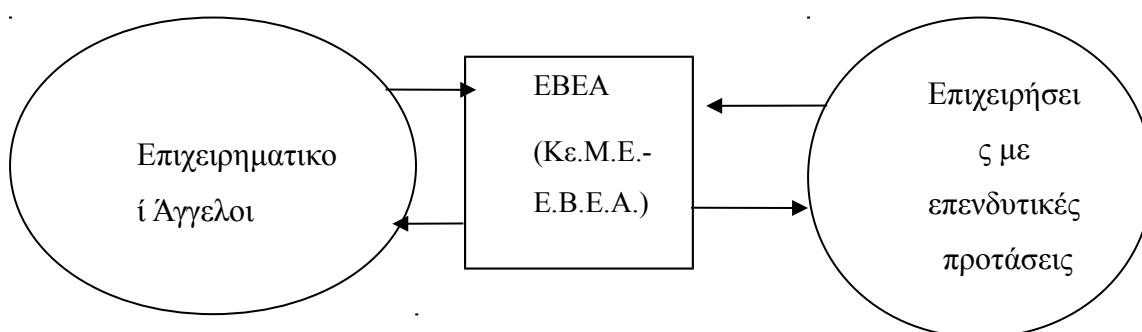 Επιχειρηματικο
ί Άγγελοι
ΕΒΕΑ
(Κε.Μ.Ε.-
Ε.Β.Ε.Α.)
Επιχειρήσει
ς με
επενδυτικές
προτάσεις